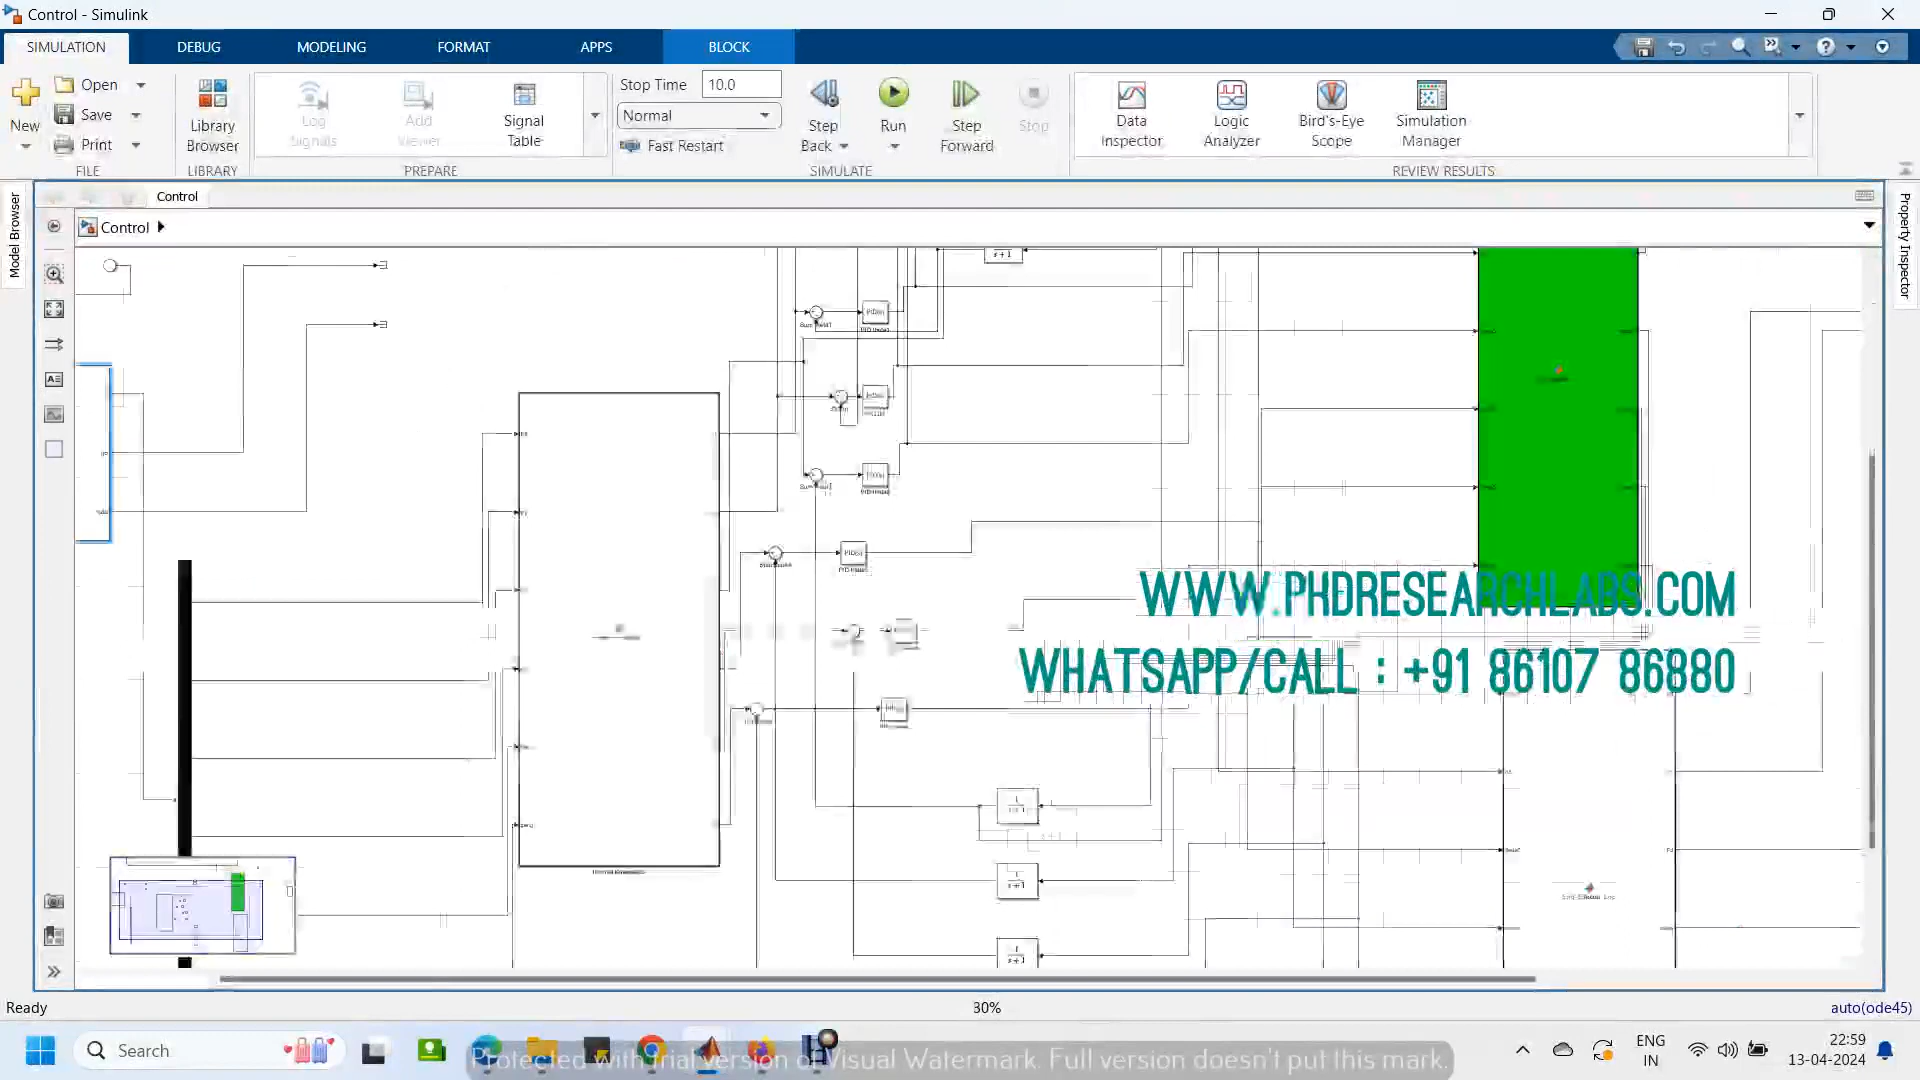 Control - Simulink
SIMULATION DEBUG MODELING FORMAT APPS BLOCK
New
Open
Save
Print
FILE
Library Browser
LIBRARY
Log Signals
Add Viewer
Signal Table
PREPARE
Stop Time 10.0
Normal
Fast Restart
Step Back
Run
Step Forward
Stop
SIMULATE
Data Inspector
Logic Analyzer
Bird's-Eye Scope
Simulation Manager
REVIEW RESULTS
Model Browser
Property Inspector
Control
Control
WWW.PHDRESEARCHLABS.COM
WHATSAPP/CALL : +91 86107 86880
Ready
30%
auto(ode45)
Search
Protected with trial version of Visual Watermark. Full version doesn't put this mark.
ENG
IN
22:59
13-04-2024